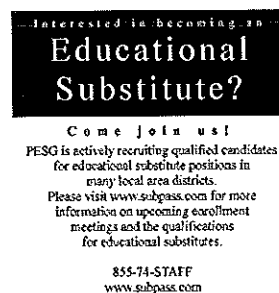 Interested in becoming an
Educational
Substitute?
Come join us!
PESG is actively recruiting qualified candidates
for educational substitute positions in
many local area districts.
Please visit www.subpass.com for more
information on upcoming enrollment
meetings and the qualifications
for educational substitutes.
855-74-STAFF
www.subpass.com